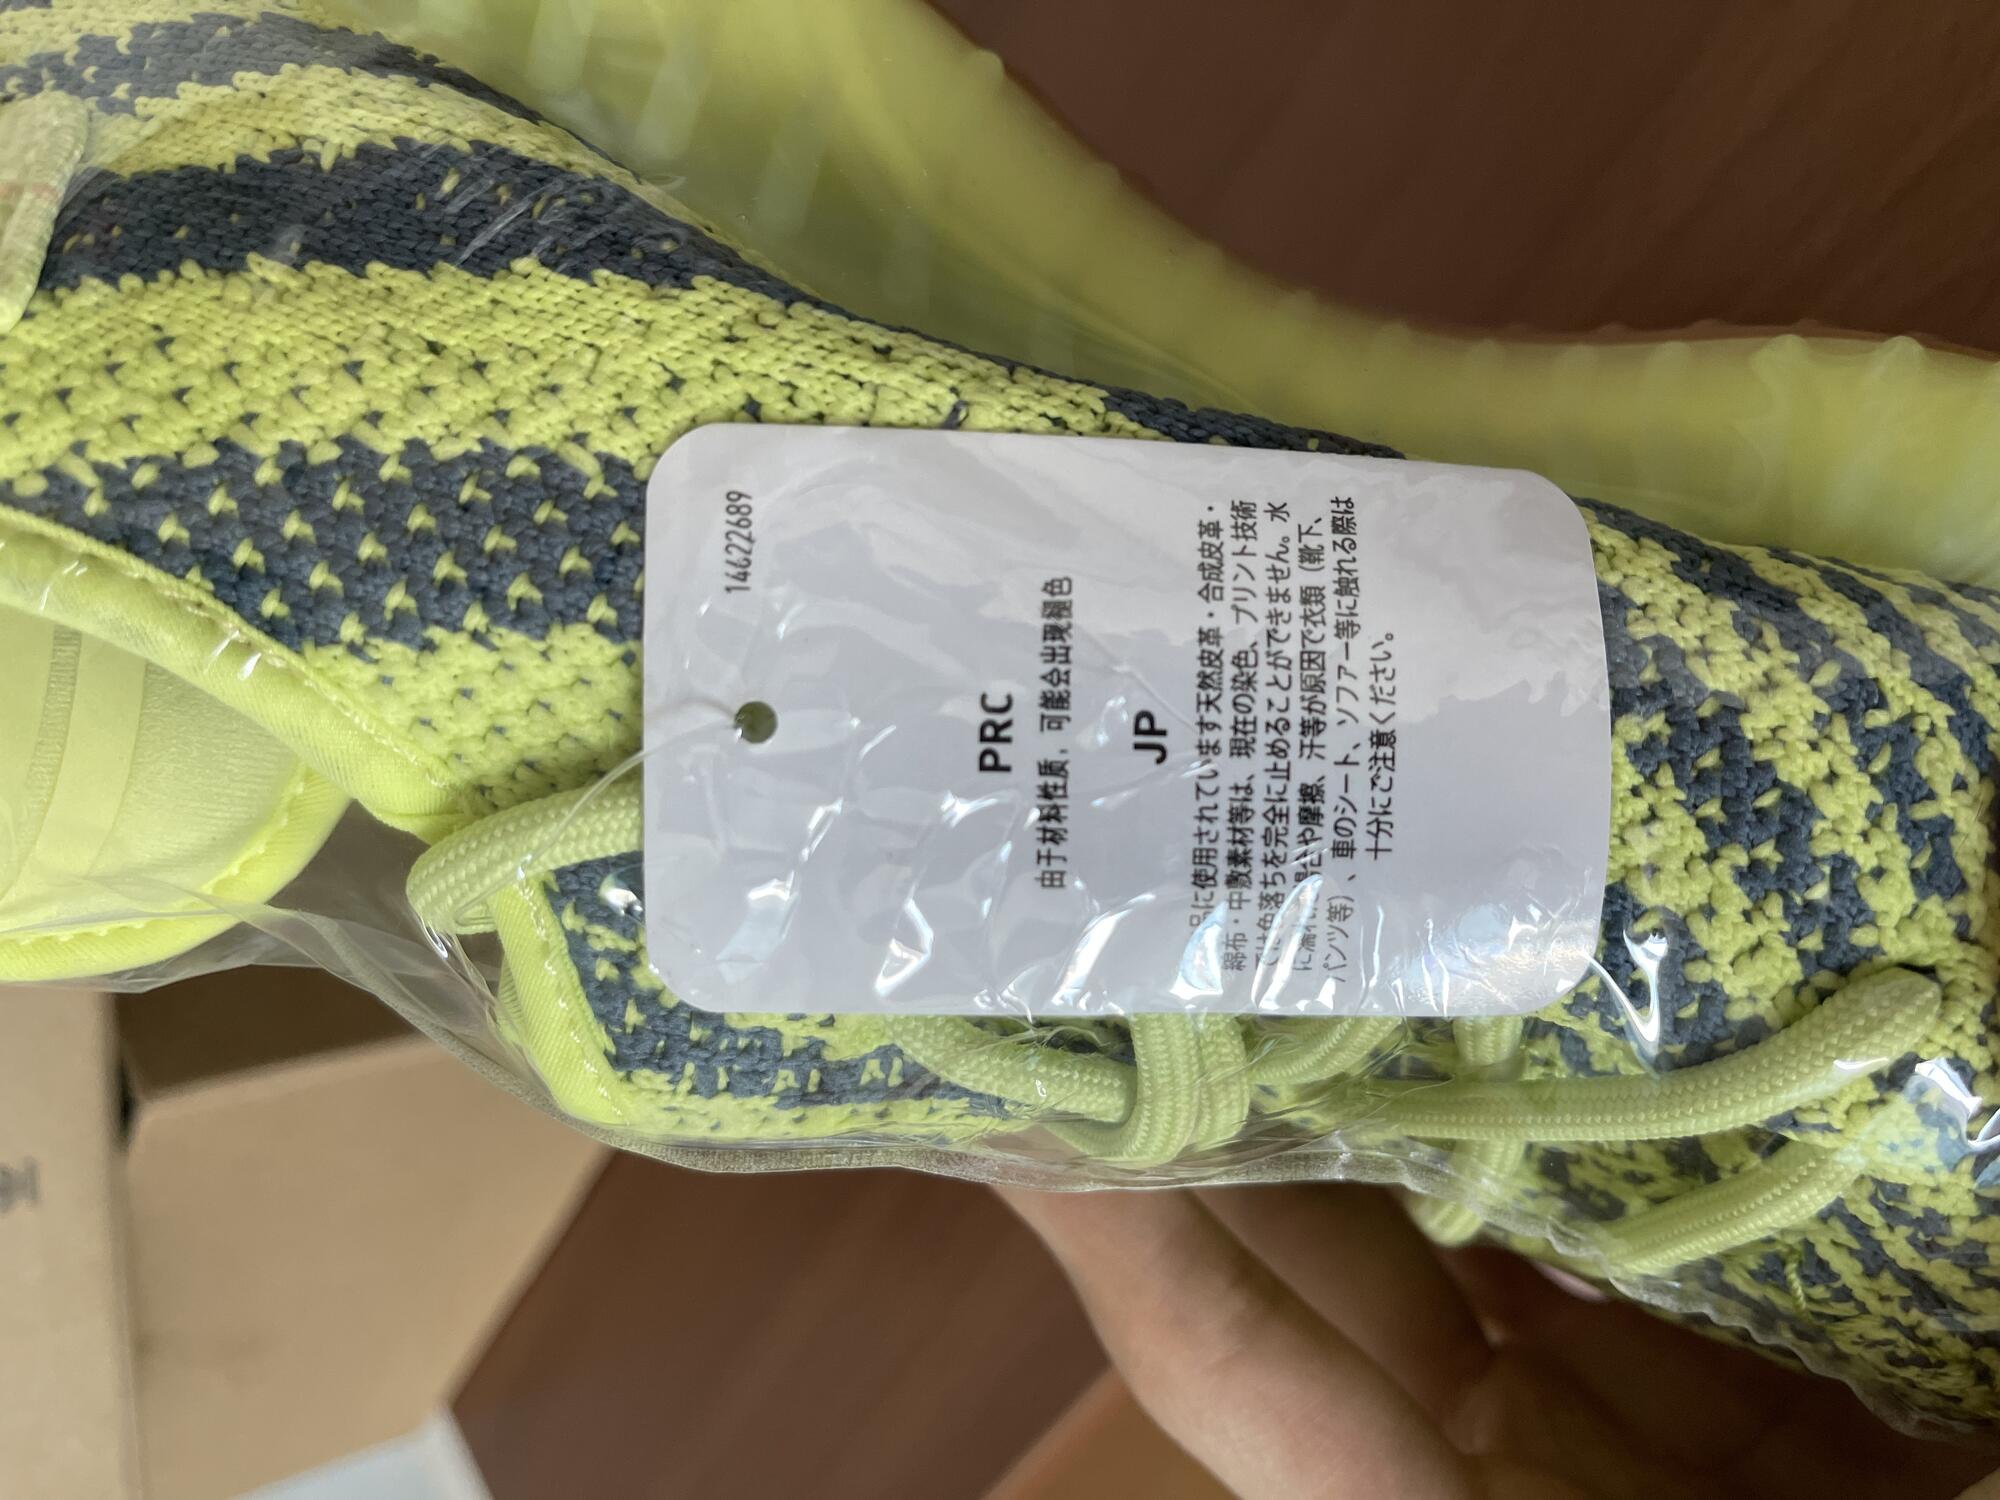 14622689
PRC
由于材料性质，可能会出现褪色
JP
品に使用されています天然皮革・合成皮革・
綿布・中敷素材等は、現在の染色、プリント技術
では色落ちを完全に止めることができません。水
に濡れた場合や摩擦、汗等が原因で衣類（靴下、
パンツ等）、車のシート、ソファー等に触れる際は
十分にご注意ください。